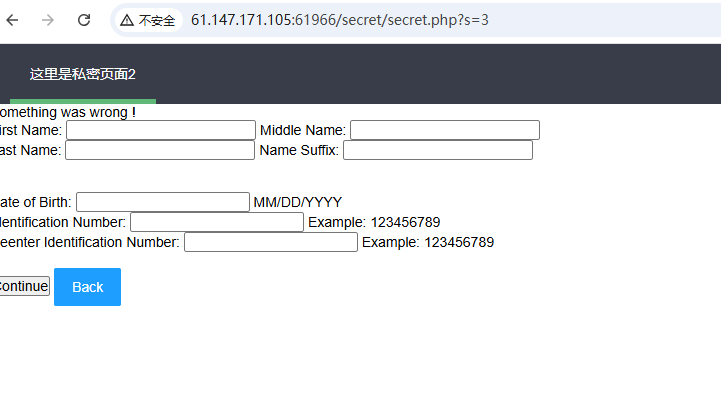 不安全 61.147.171.105:61966/secret/secret.php?s=3
这里是私密页面2
omething was wrong !
irst Name: Middle Name:
ast Name: Name Suffix:
ate of Birth: MM/DD/YYYY
dentification Number: Example: 123456789
eenter Identification Number: Example: 123456789
Continue Back